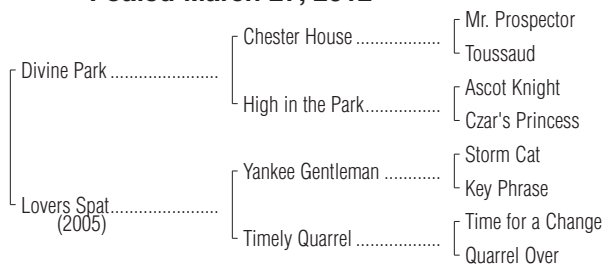 Mr. Prospector
Chester House ....................
Toussaud
Divine Park .........................
Ascot Knight
High in the Park..................
Czar's Princess
Storm Cat
Yankee Gentleman .............
Key Phrase
Lovers Spat.........................
(2005)
Time for a Change
Timely Quarrel ....................
Quarrel Over